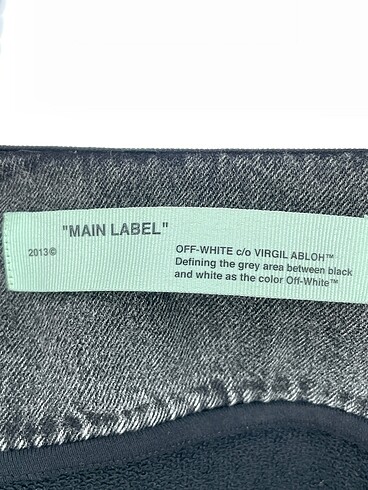 "MAIN LABEL"
2013©
OFF-WHITE c/o VIRGIL ABLOH™
Defining the grey area between black
and white as the color Off-White™